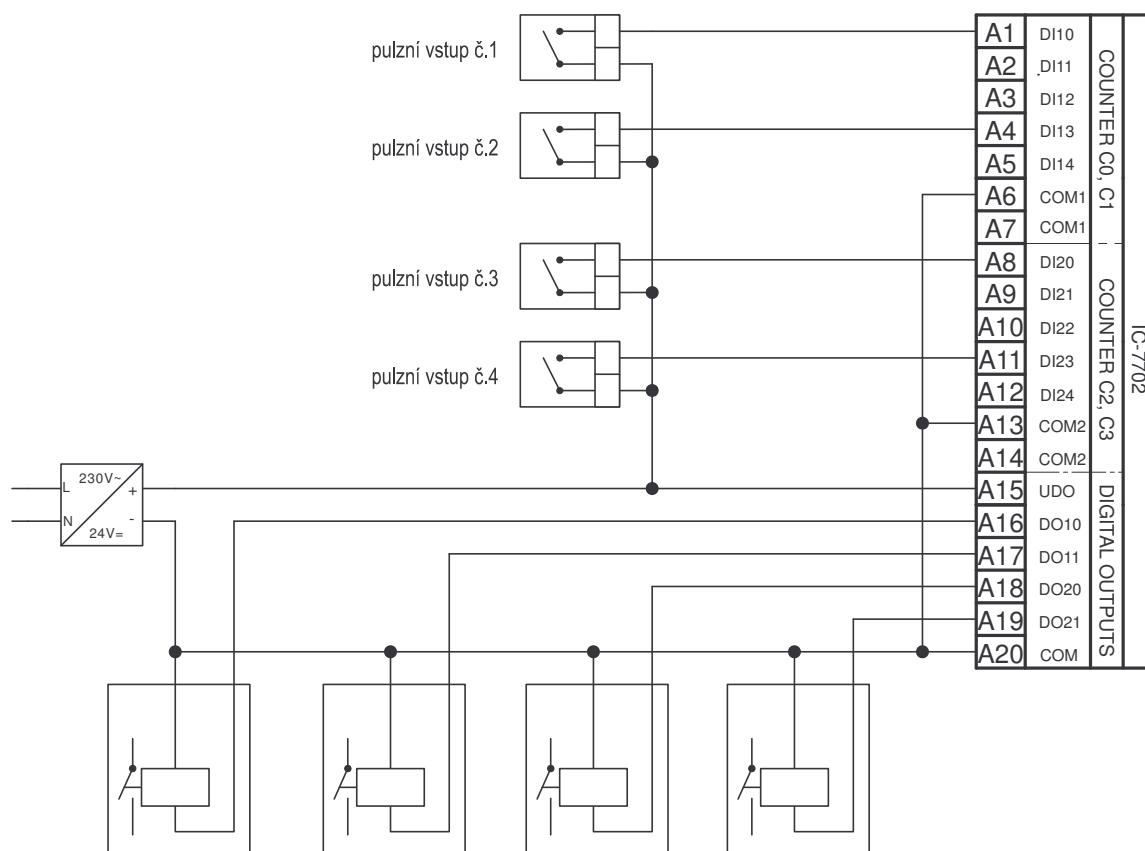 pulzní vstup č.1
pulzní vstup č.2
pulzní vstup č.3
pulzní vstup č.4
A1 DI10
A2 DI11
A3 DI12
A4 DI13
A5 DI14
A6 COM1
A7 COM1
A8 DI20
A9 DI21
A10 DI22
A11 DI23
A12 DI24
A13 COM2
A14 COM2
A15 UDO
A16 DO10
A17 DO11
A18 DO20
A19 DO21
A20 COM
COUNTER C0, C1
COUNTER C2, C3
DIGITAL OUTPUTS
IC-7702
L 230V~ +
N 24V= -